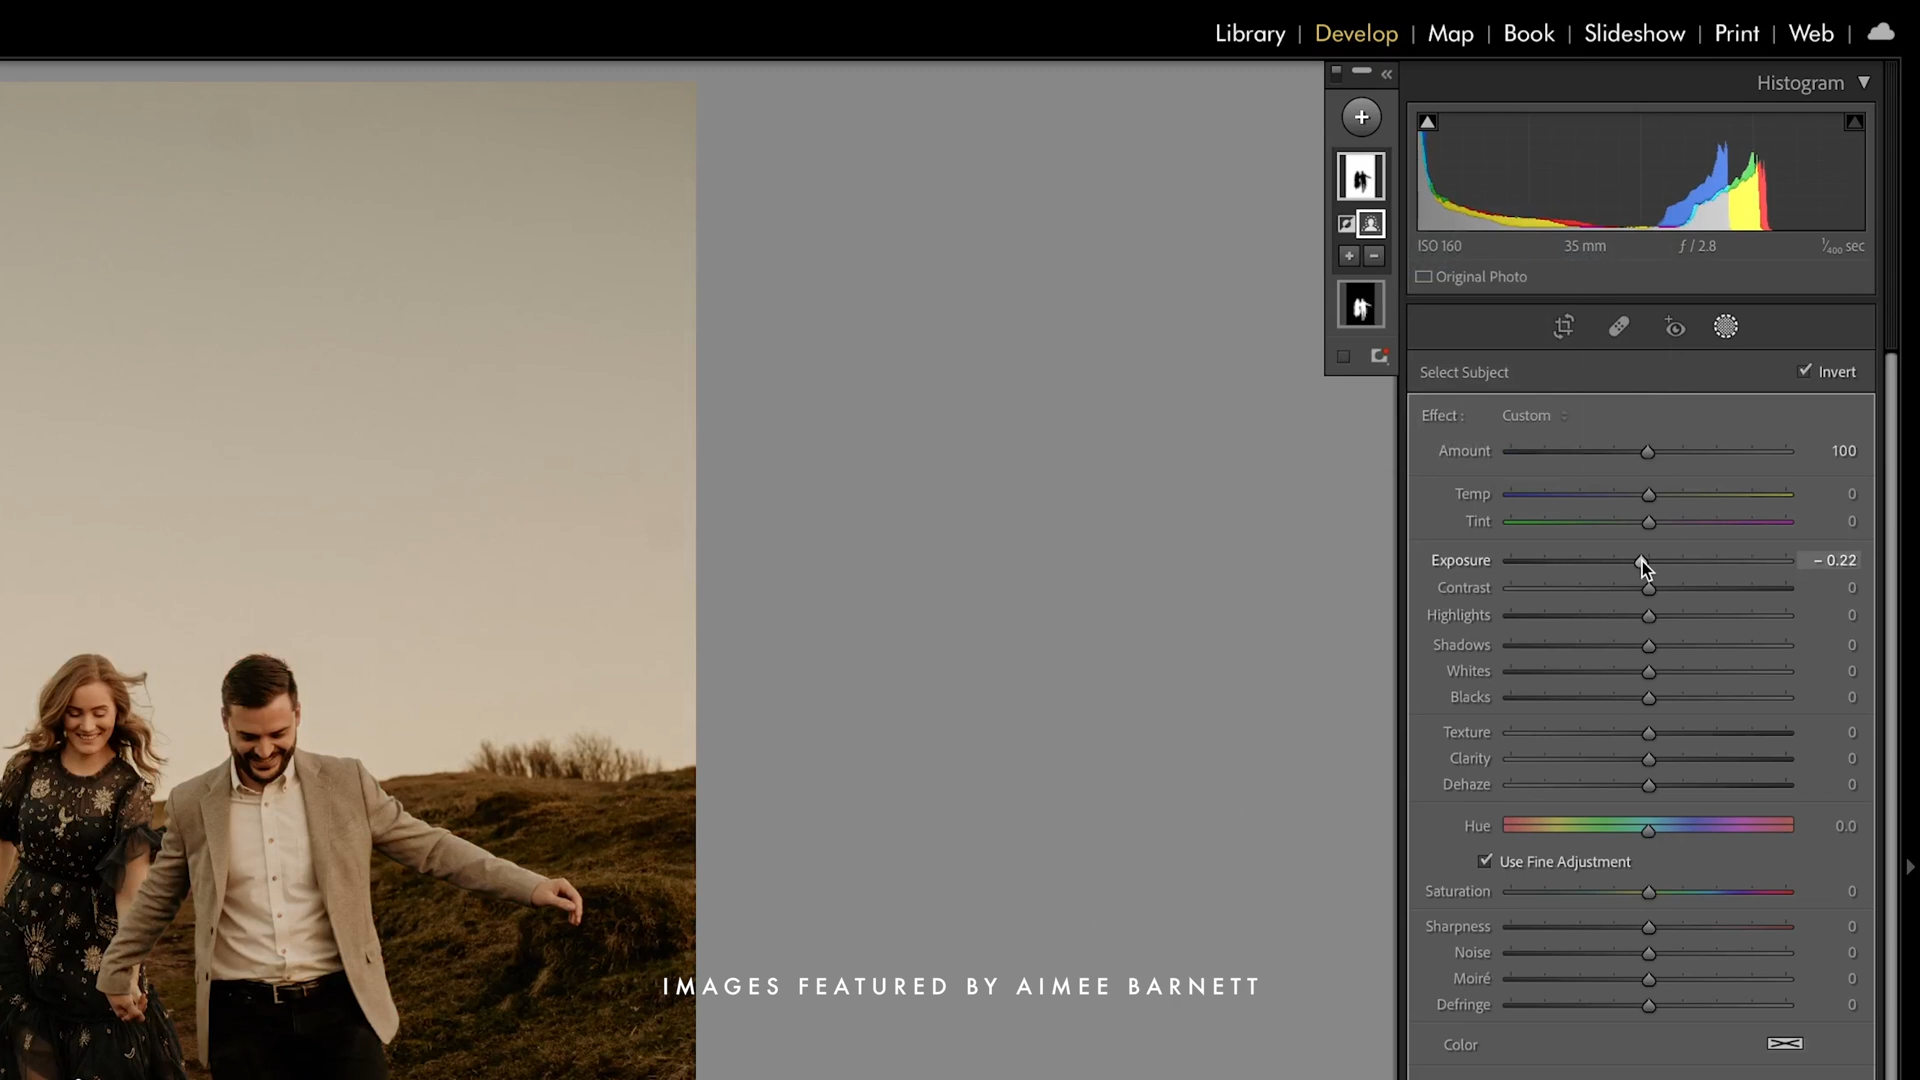 Library | Develop | Map | Book | Slideshow | Print | Web |
Histogram
ISO 160 35 mm ƒ / 2.8 1/400 sec
Original Photo
Select Subject Invert
Effect : Custom
Amount 100
Temp 0
Tint 0
Exposure – 0.22
Contrast 0
Highlights 0
Shadows 0
Whites 0
Blacks 0
Texture 0
Clarity 0
Dehaze 0
Hue 0.0
Use Fine Adjustment
Saturation 0
Sharpness 0
Noise 0
Moiré 0
Defringe 0
Color
IMAGES FEATURED BY AIMEE BARNETT